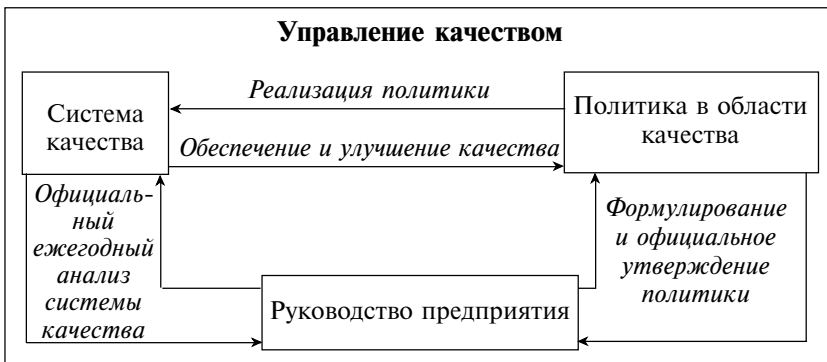 Управление качеством
Реализация политики
Система
качества
Политика в области
качества
Обеспечение и улучшение качества
Официаль-
ный
ежегодный
анализ
системы
качества
Формулирование
и официальное
утверждение
политики
Руководство предприятия